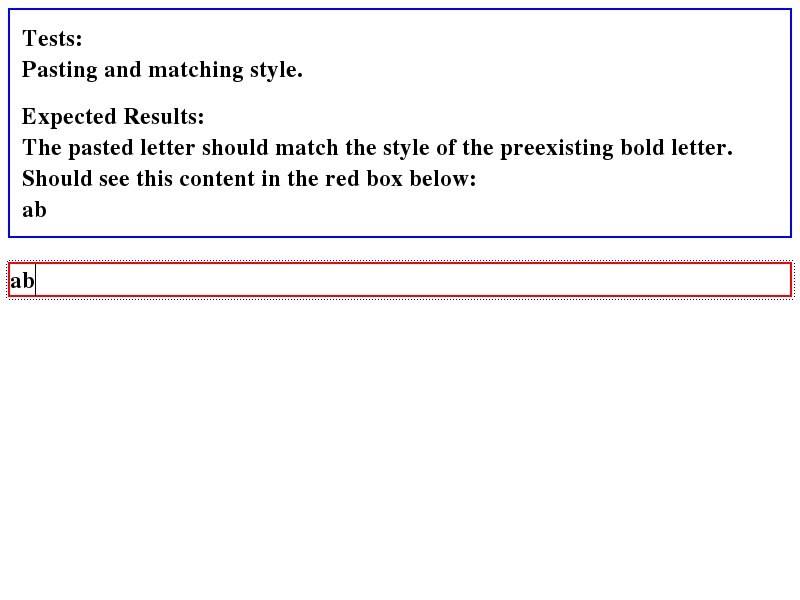 Tests:
Pasting and matching style.
Expected Results:
The pasted letter should match the style of the preexisting bold letter.
Should see this content in the red box below:
ab
ab